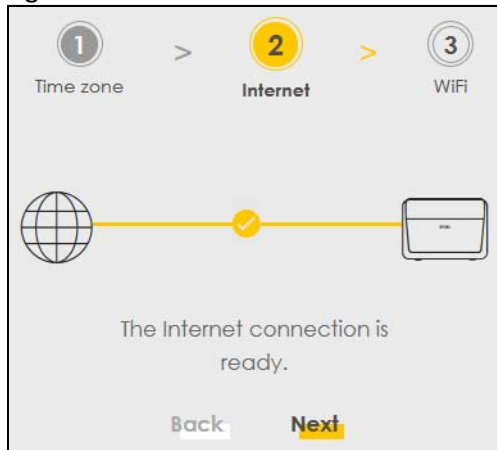 1 > 2 > 3
Time zone Internet WiFi
The Internet connection is
ready.
Back Next